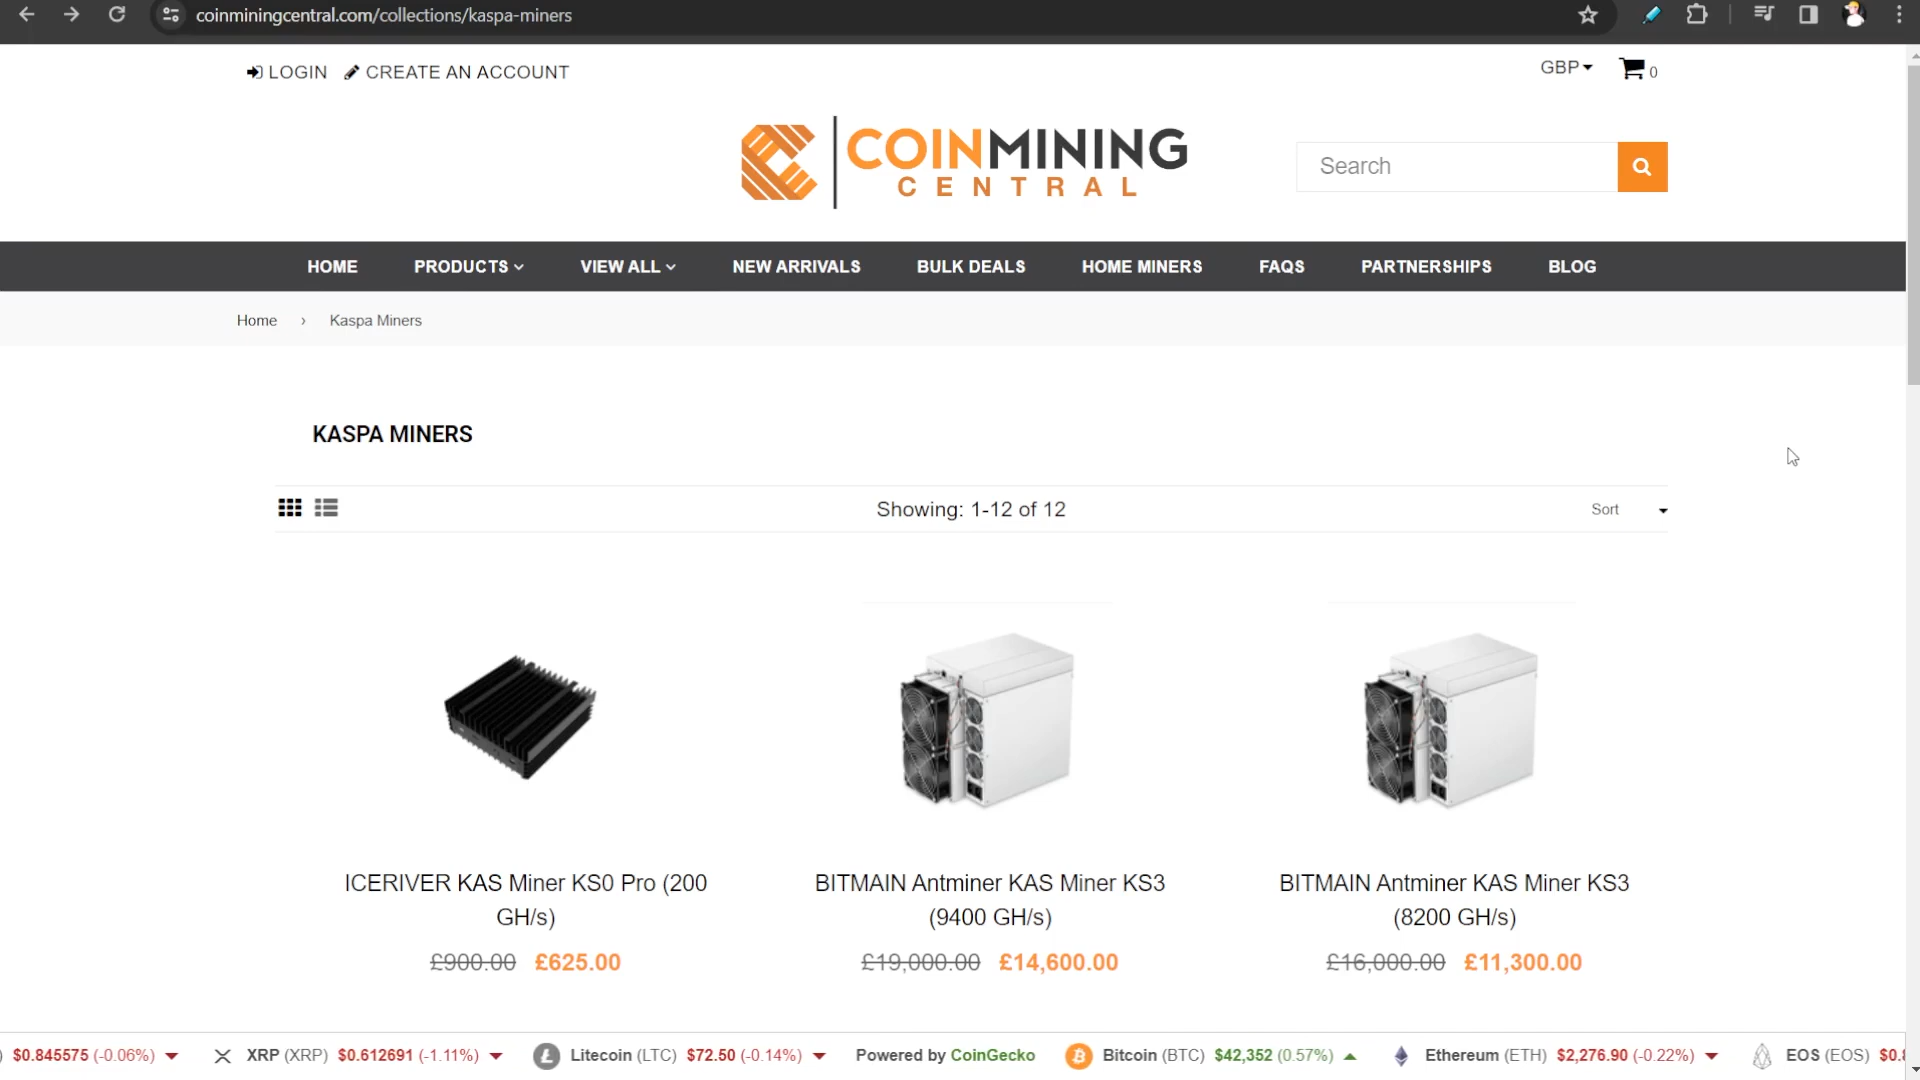 coinminingcentral.com/collections/kaspa-miners
LOGIN CREATE AN ACCOUNT
GBP 0
COINMINING
CENTRAL
Search
HOME PRODUCTS VIEW ALL NEW ARRIVALS BULK DEALS HOME MINERS FAQS PARTNERSHIPS BLOG
Home › Kaspa Miners
KASPA MINERS
Showing: 1-12 of 12
Sort
ICERIVER KAS Miner KS0 Pro (200
GH/s)
£900.00 £625.00
BITMAIN Antminer KAS Miner KS3
(9400 GH/s)
£19,000.00 £14,600.00
BITMAIN Antminer KAS Miner KS3
(8200 GH/s)
£16,000.00 £11,300.00
) $0.845575 (-0.06%) XRP (XRP) $0.612691 (-1.11%) Litecoin (LTC) $72.50 (-0.14%) Powered by CoinGecko Bitcoin (BTC) $42,352 (0.57%) Ethereum (ETH) $2,276.90 (-0.22%) EOS (EOS)